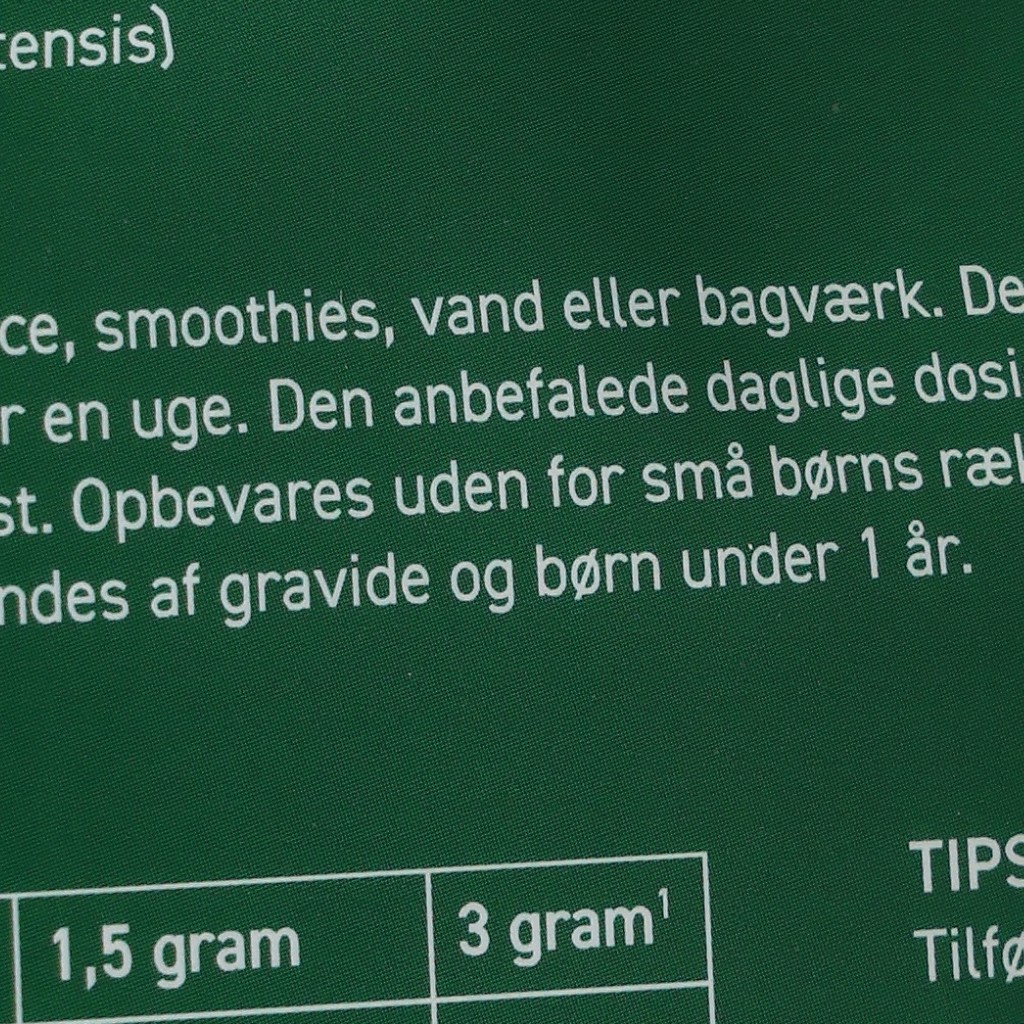 tensis)
ce, smoothies, vand eller bagværk. De
r en uge. Den anbefalede daglige dosi
st. Opbevares uden for små børns ræk
ndes af gravide og børn under 1 år.
1,5 gram 3 gram¹
TIPS
Tilfø